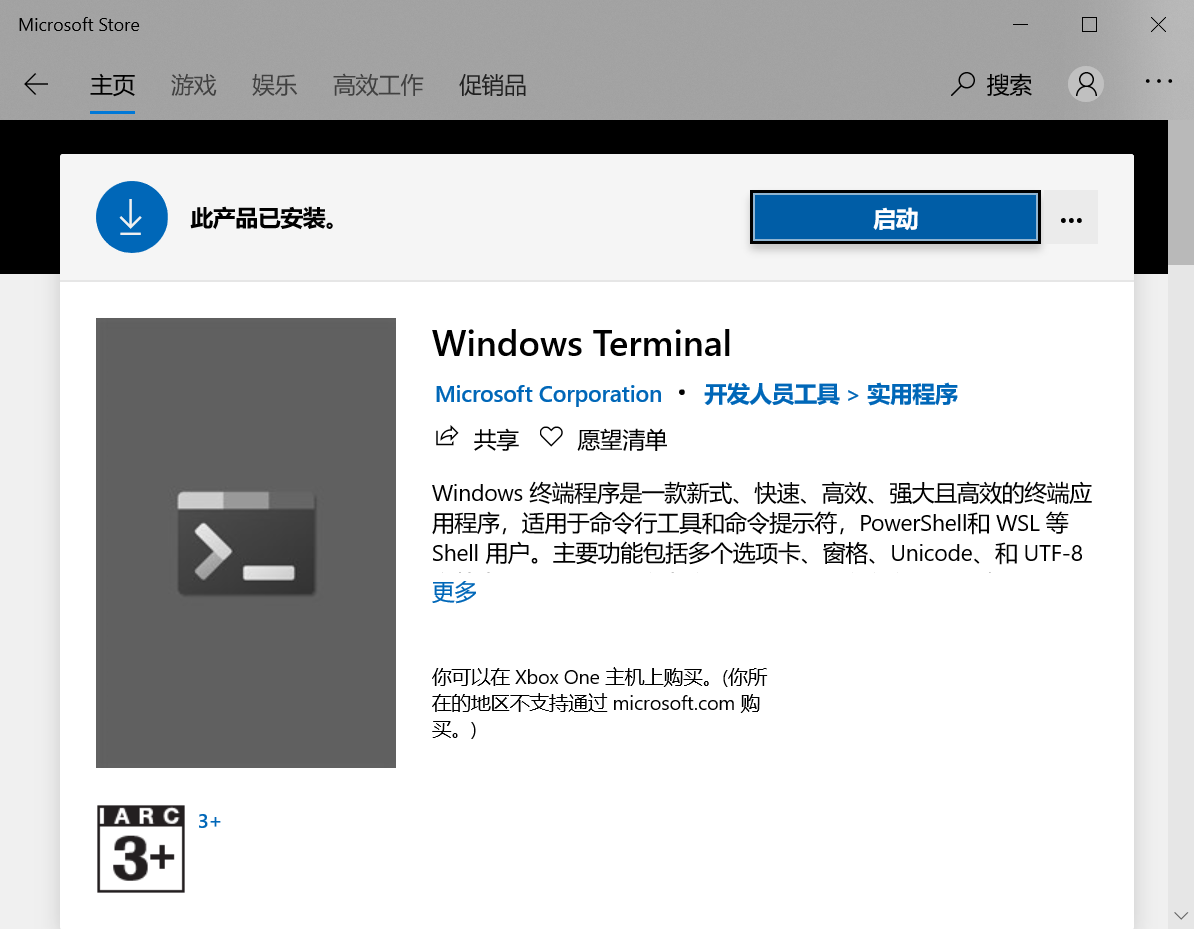 Microsoft Store
主页 游戏 娱乐 高效工作 促销品 搜索
此产品已安装。
启动
Windows Terminal
Microsoft Corporation • 开发人员工具 > 实用程序
共享 愿望清单
Windows 终端程序是一款新式、快速、高效、强大且高效的终端应
用程序，适用于命令行工具和命令提示符，PowerShell和 WSL 等
Shell 用户。主要功能包括多个选项卡、窗格、Unicode、和 UTF-8
更多
你可以在 Xbox One 主机上购买。(你所
在的地区不支持通过 microsoft.com 购
买。)
IARC
3+
3+